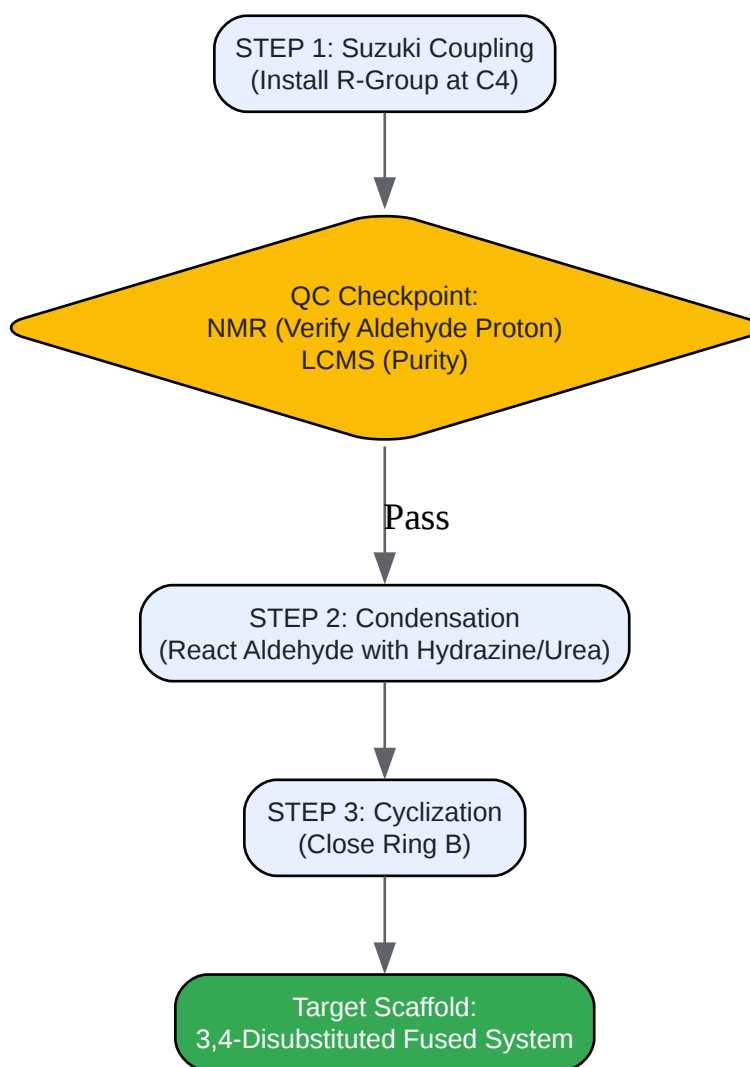 STEP 1: Suzuki Coupling
(Install R-Group at C4)
QC Checkpoint:
NMR (Verify Aldehyde Proton)
LCMS (Purity)
Pass
STEP 2: Condensation
(React Aldehyde with Hydrazine/Urea)
STEP 3: Cyclization
(Close Ring B)
Target Scaffold:
3,4-Disubstituted Fused System